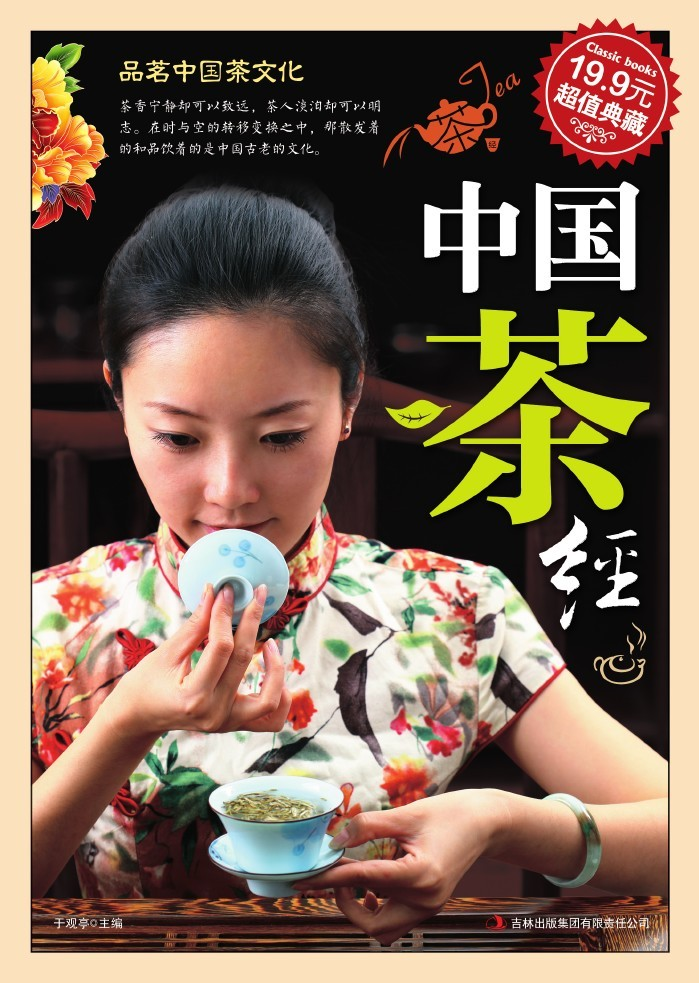 品茗中国茶文化
茶香宁静却可以致远，茶人淡泊却可以明
志。在时与空的转移变换之中，那散发着
的和品饮着的是中国古老的文化。
Tea
茶
经
Classic books
19.9元
超值典藏
中国
茶
经
于观亭◎主编
吉林出版集团有限责任公司